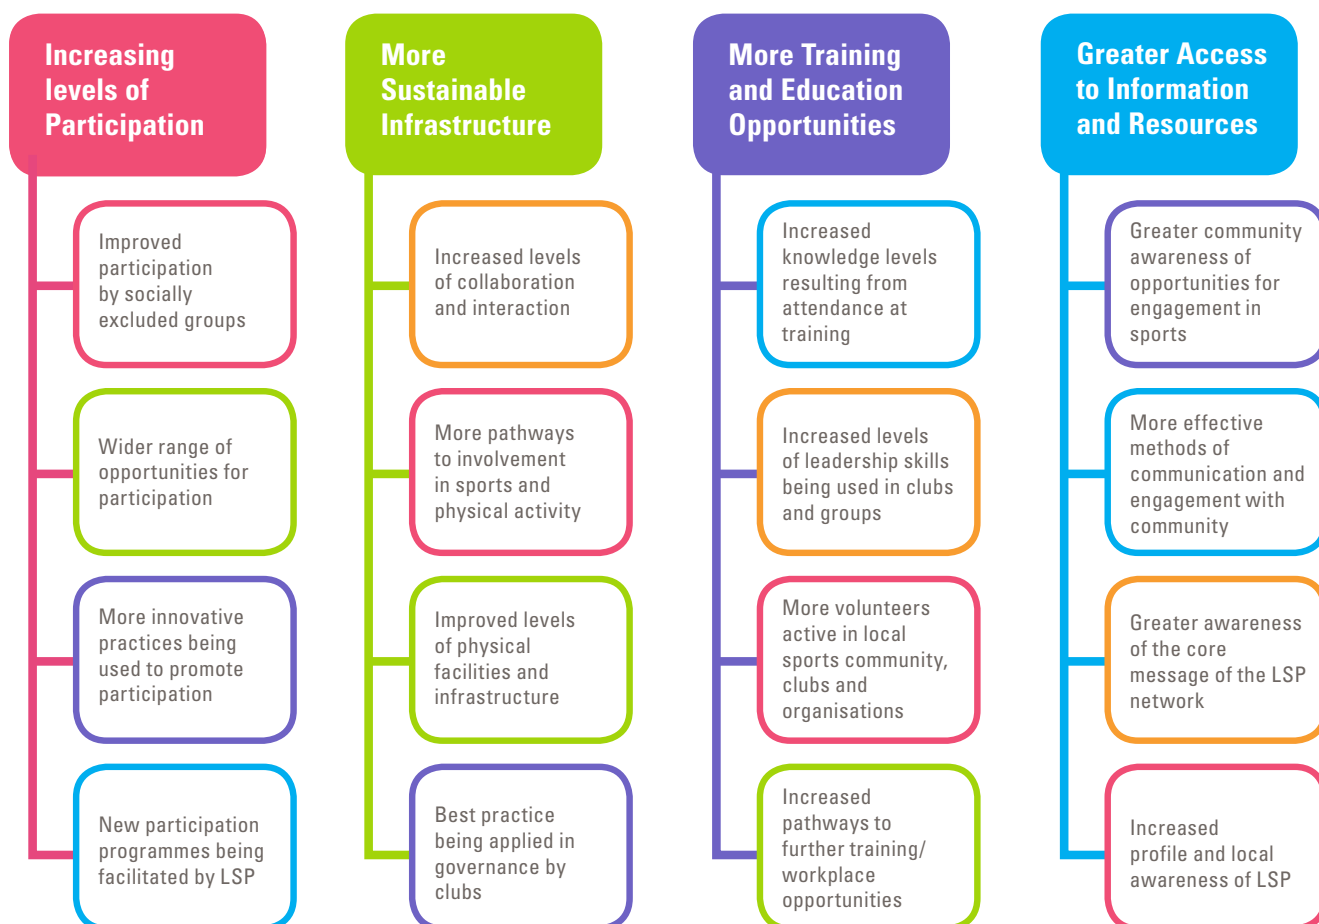 Increasing
levels of
Participation
Improved
participation
by socially
excluded groups
Wider range of
opportunities for
participation
More innovative
practices being
used to promote
participation
New participation
programmes being
facilitated by LSP
More
Sustainable
Infrastructure
Increased levels
of collaboration
and interaction
More pathways
to involvement
in sports and
physical activity
Improved levels
of physical
facilities and
infrastructure
Best practice
being applied in
governance by
clubs
More Training
and Education
Opportunities
Increased
knowledge levels
resulting from
attendance at
training
Increased levels
of leadership skills
being used in clubs
and groups
More volunteers
active in local
sports community,
clubs and
organisations
Increased
pathways to
further training/
workplace
opportunities
Greater Access
to Information
and Resources
Greater community
awareness of
opportunities for
engagement in
sports
More effective
methods of
communication and
engagement with
community
Greater awareness
of the core
message of the LSP
network
Increased
profile and local
awareness of LSP